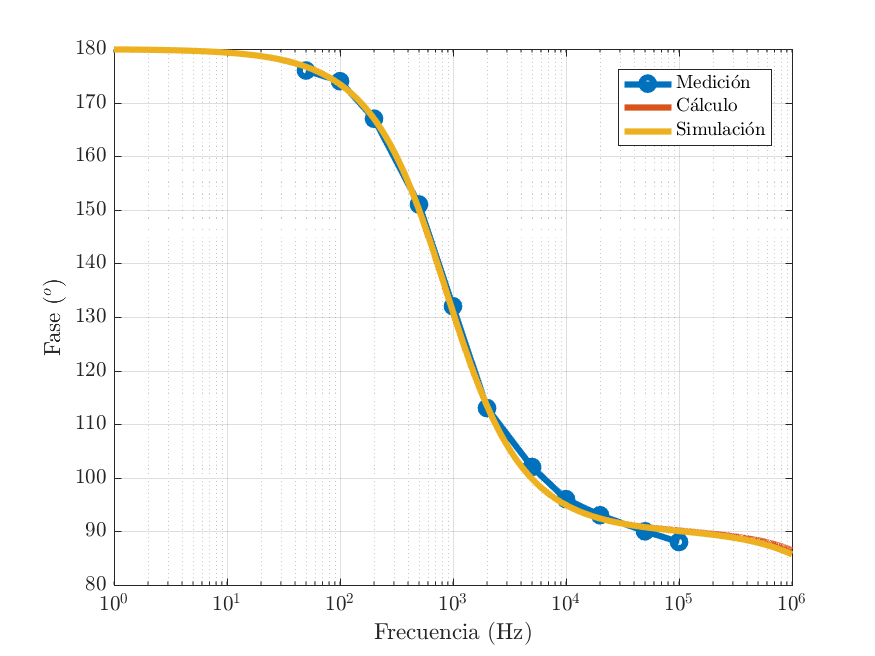 180
170
160
150
140
130
120
110
100
90
80
Fase (º)
10⁰ 10¹ 10² 10³ 10⁴ 10⁵ 10⁶
Frecuencia (Hz)
Medición
Cálculo
Simulación